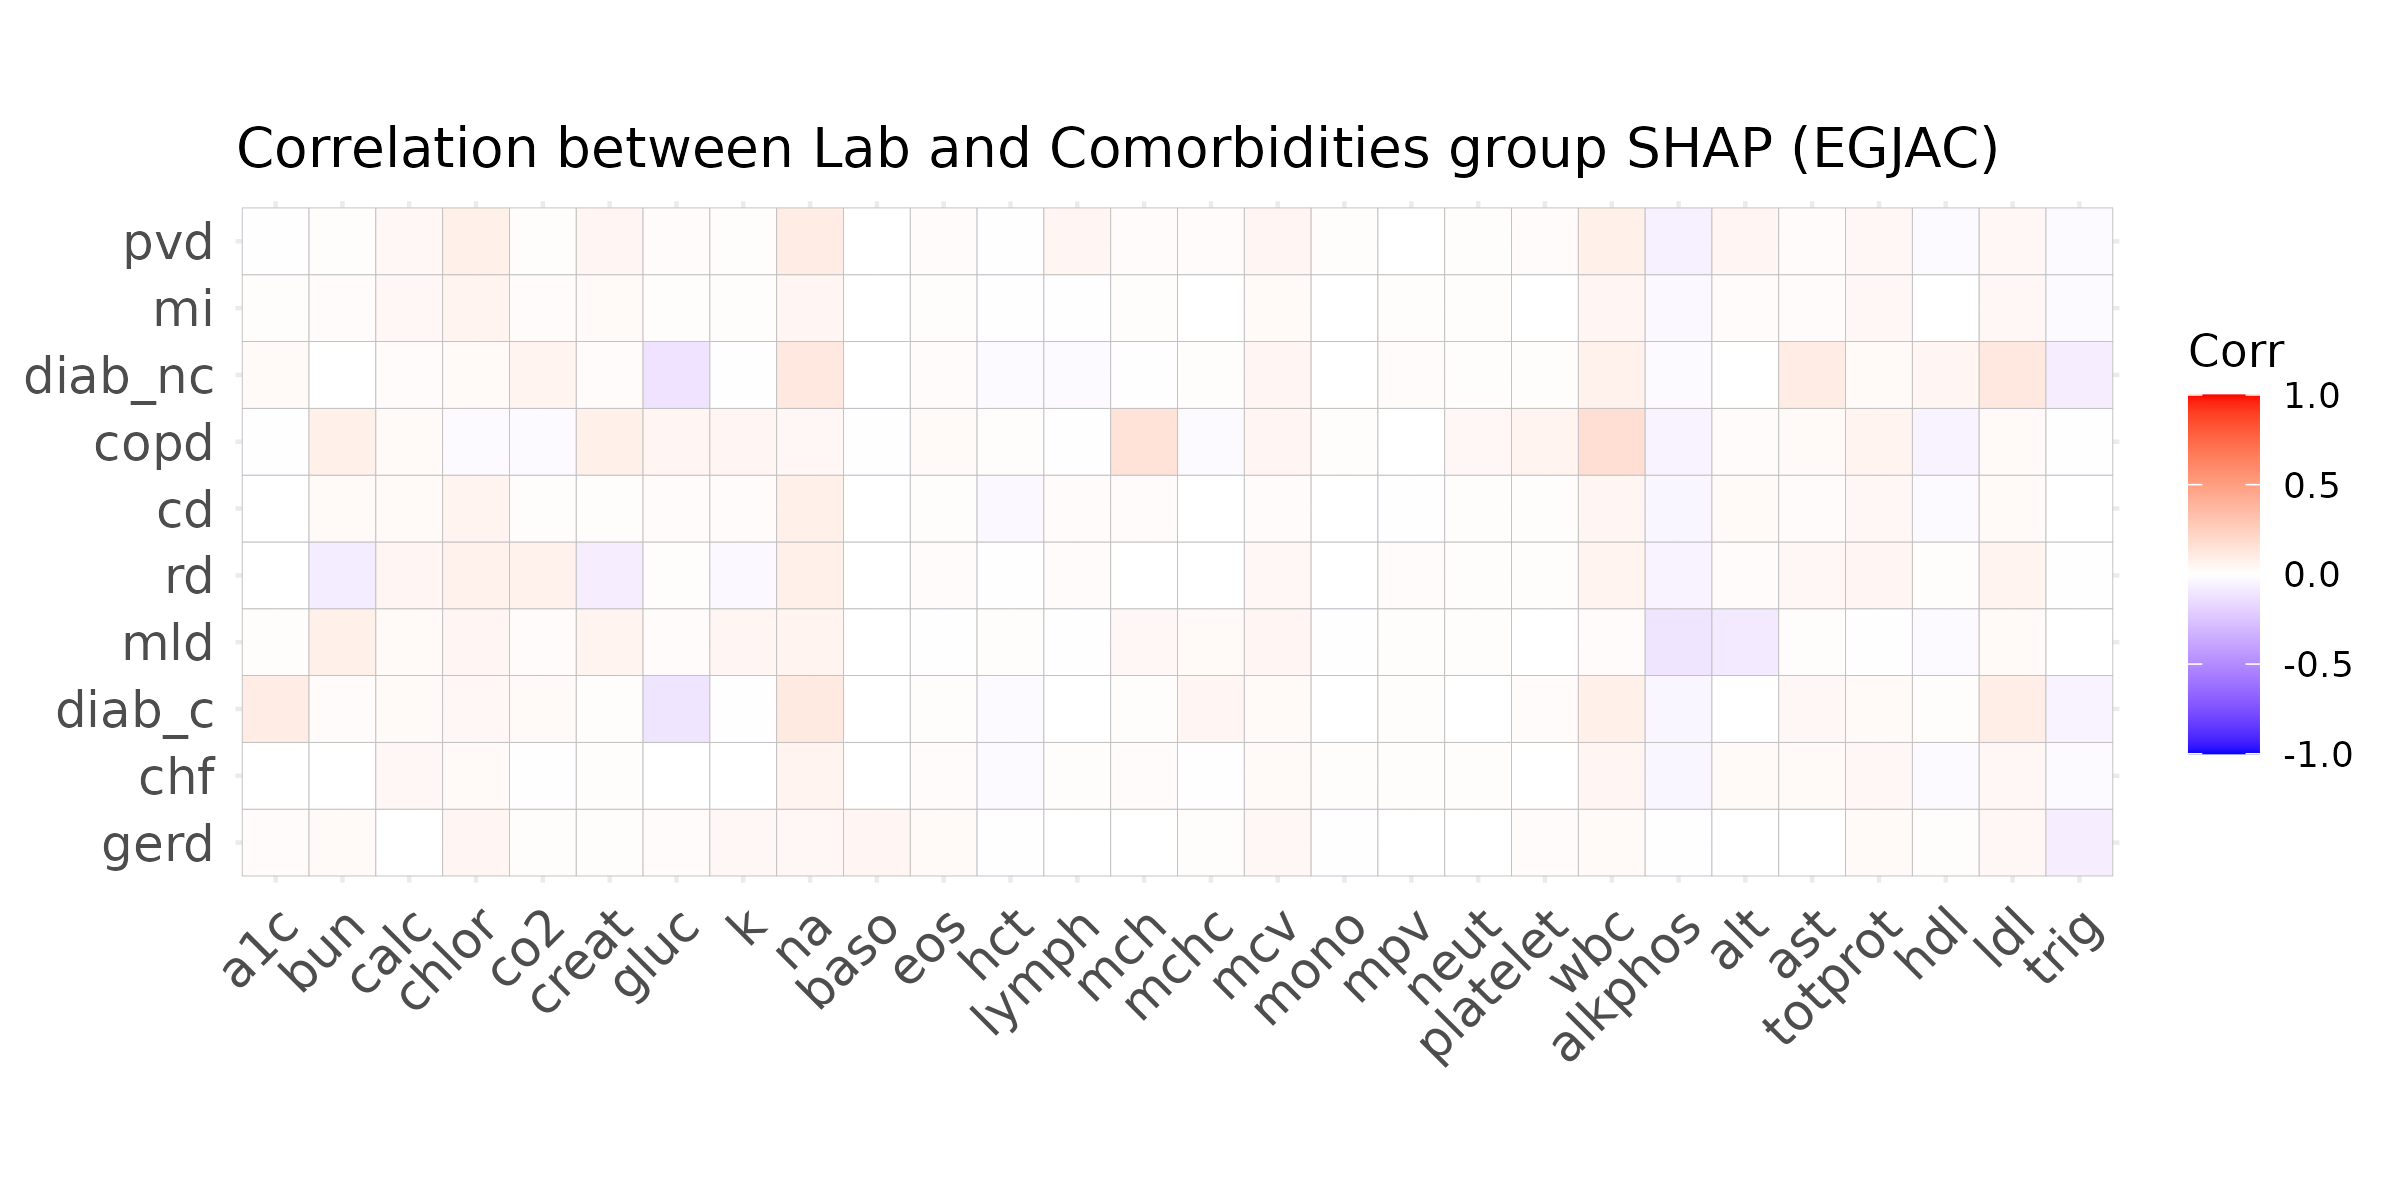 Correlation between Lab and Comorbidities group SHAP (EGJAC)
pvd
mi
diab_nc
copd
cd
rd
mld
diab_c
chf
gerd
a1c
bun
calc
chlor
co2
creat
gluc
k
na
baso
eos
hct
lymph
mch
mchc
mcv
mono
mpv
neut
platelet
wbc
alkphos
alt
ast
totprot
hdl
ldl
trig
Corr
1.0
0.5
0.0
-0.5
-1.0